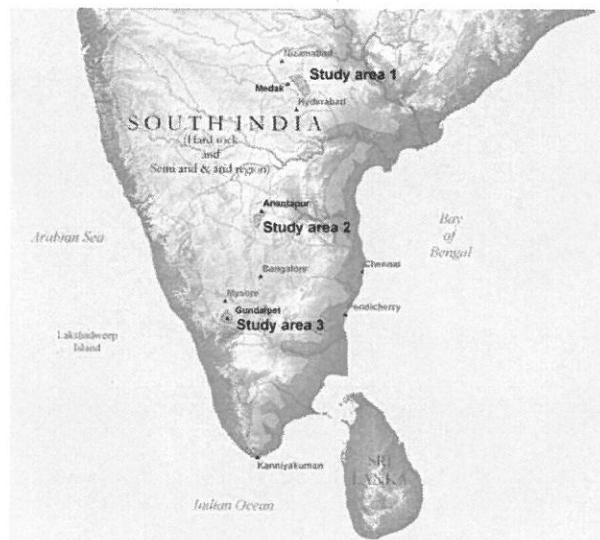 Nizamabad
Study area 1
Medak
Hyderabad
SOUTH INDIA
(Hard rock
and
Semi arid & arid region)
Anantapur
Study area 2
Arabian Sea
Bay
of
Bengal
Bangalore
Chennai
Mysore
Gundalpet
Pondicherry
Study area 3
Lakshadweep
Island
SRI
LANKA
Kanniyakumari
Indian Ocean